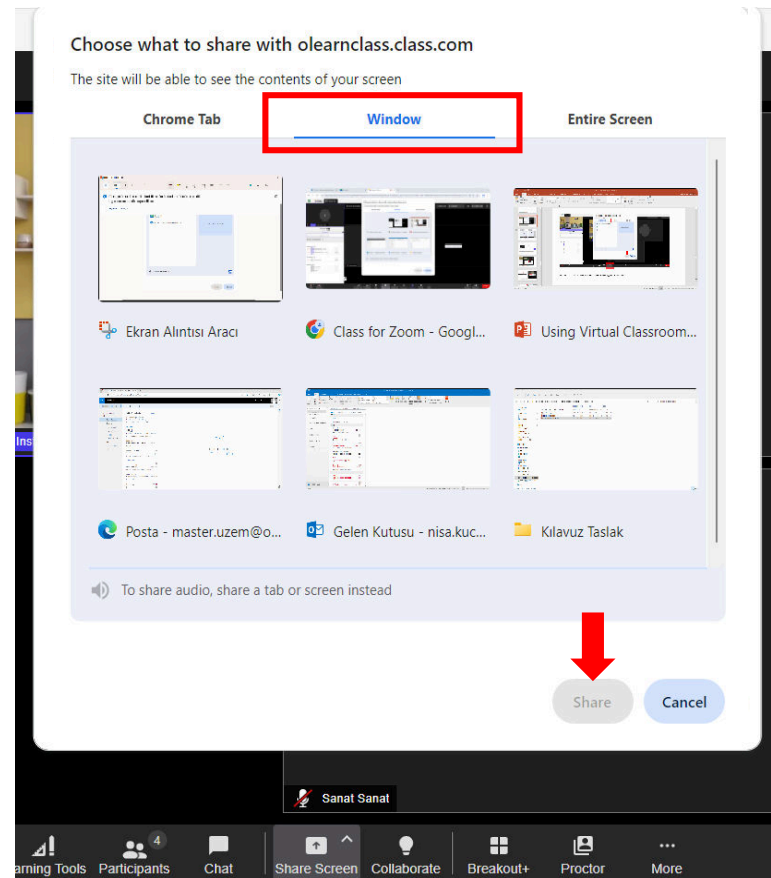 Choose what to share with olearnclass.class.com
The site will be able to see the contents of your screen
Chrome Tab Window Entire Screen
Ekran Alıntısı Aracı Class for Zoom - Googl... Using Virtual Classroom...
Posta - master.uzem@o... Gelen Kutusu - nisa.kuc... Kılavuz Taslak
To share audio, share a tab or screen instead
Share Cancel
Ins
Sanat Sanat
4
arning Tools Participants Chat Share Screen Collaborate Breakout+ Proctor More